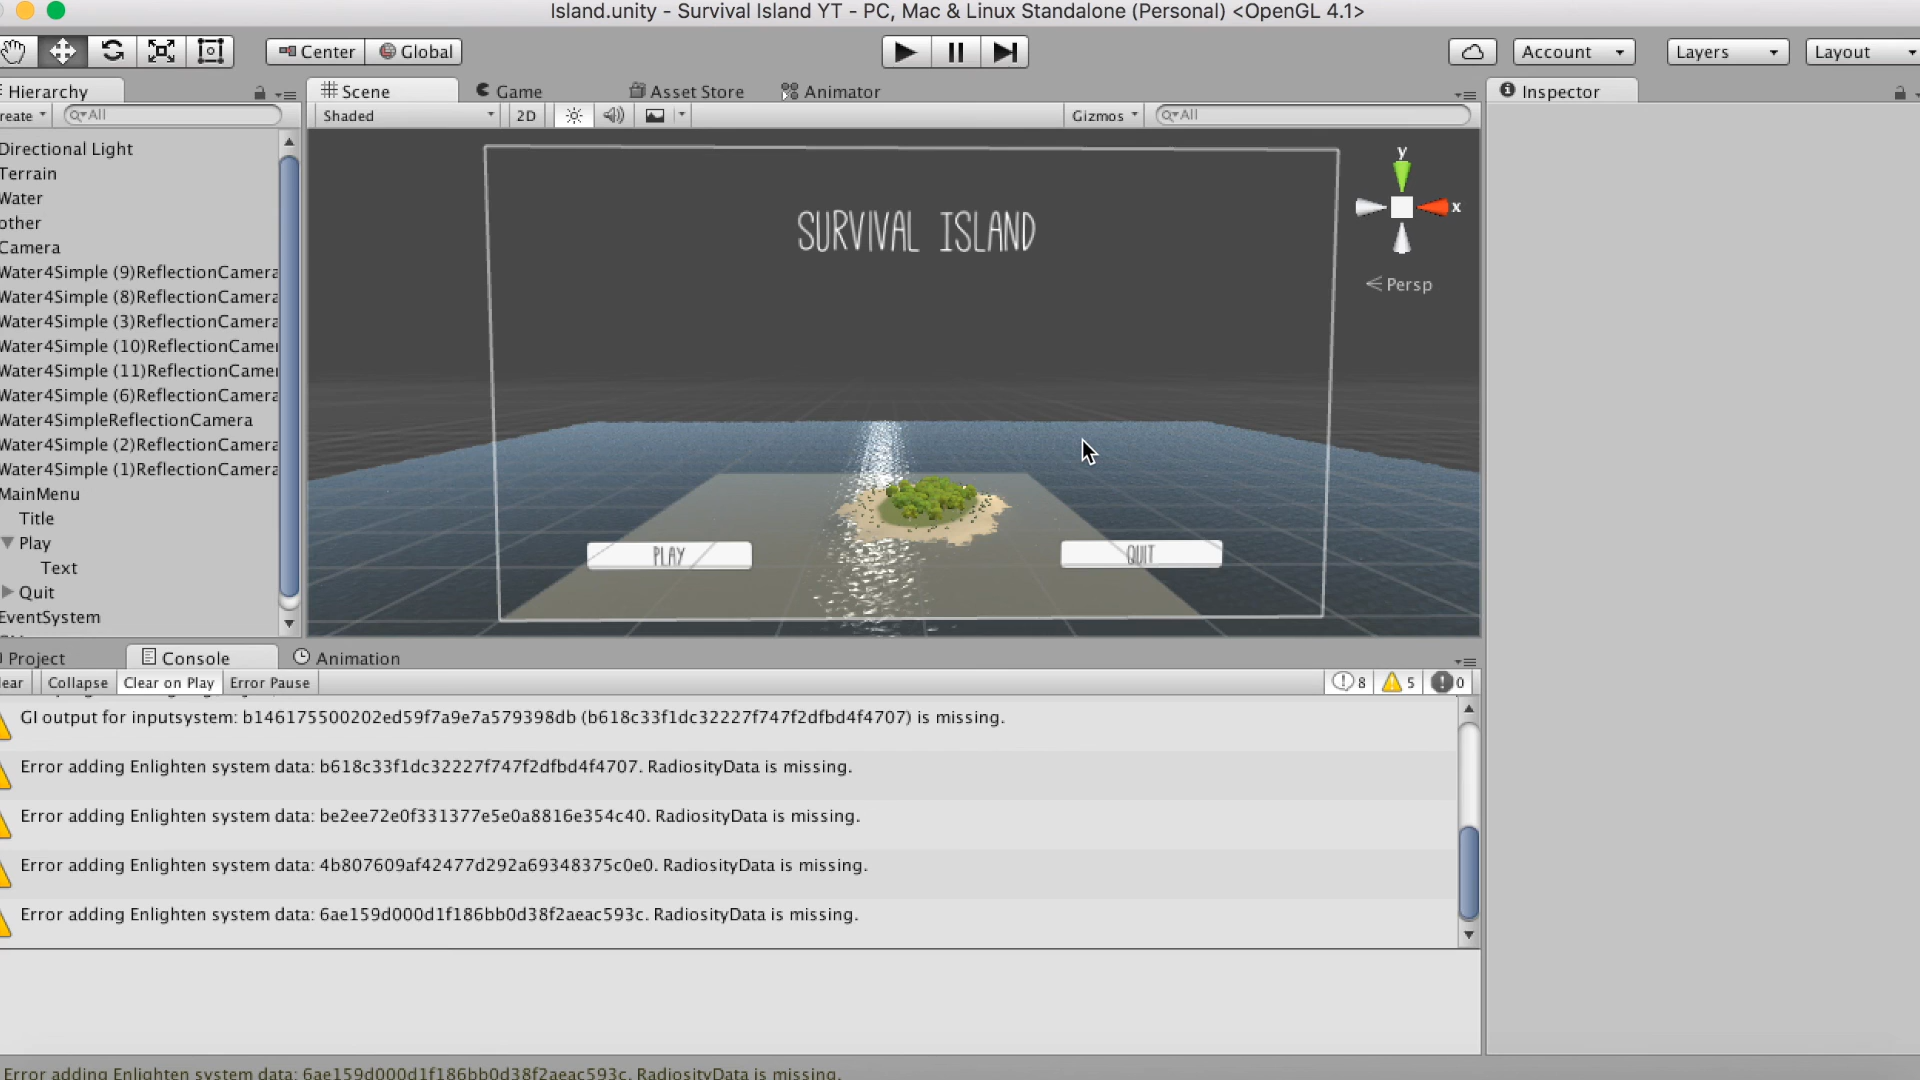 Island.unity - Survival Island YT - PC, Mac & Linux Standalone (Personal) <OpenGL 4.1>
Center Global Account Layers Layout
Hierarchy Scene Game Asset Store Animator Inspector
reate All Shaded 2D Gizmos All
Directional Light
Terrain
Water
other
Camera
Water4Simple (9)ReflectionCamera
Water4Simple (8)ReflectionCamera
Water4Simple (3)ReflectionCamera
Water4Simple (10)ReflectionCamer
Water4Simple (11)ReflectionCamer
Water4Simple (6)ReflectionCamera
Water4SimpleReflectionCamera
Water4Simple (2)ReflectionCamera
Water4Simple (1)ReflectionCamera
MainMenu
Title
Play
Text
Quit
EventSystem
SURVIVAL ISLAND
y
x
Persp
PLAY QUIT
Project Console Animation
lear Collapse Clear on Play Error Pause 8 5 0
GI output for inputsystem: b146175500202ed59f7a9e7a579398db (b618c33f1dc32227f747f2dfbd4f4707) is missing.
Error adding Enlighten system data: b618c33f1dc32227f747f2dfbd4f4707. RadiosityData is missing.
Error adding Enlighten system data: be2ee72e0f331377e5e0a8816e354c40. RadiosityData is missing.
Error adding Enlighten system data: 4b807609af42477d292a69348375c0e0. RadiosityData is missing.
Error adding Enlighten system data: 6ae159d000d1f186bb0d38f2aeac593c. RadiosityData is missing.
Error adding Enlighten system data: 6ae159d000d1f186bb0d38f2aeac593c. RadiosityData is missing.